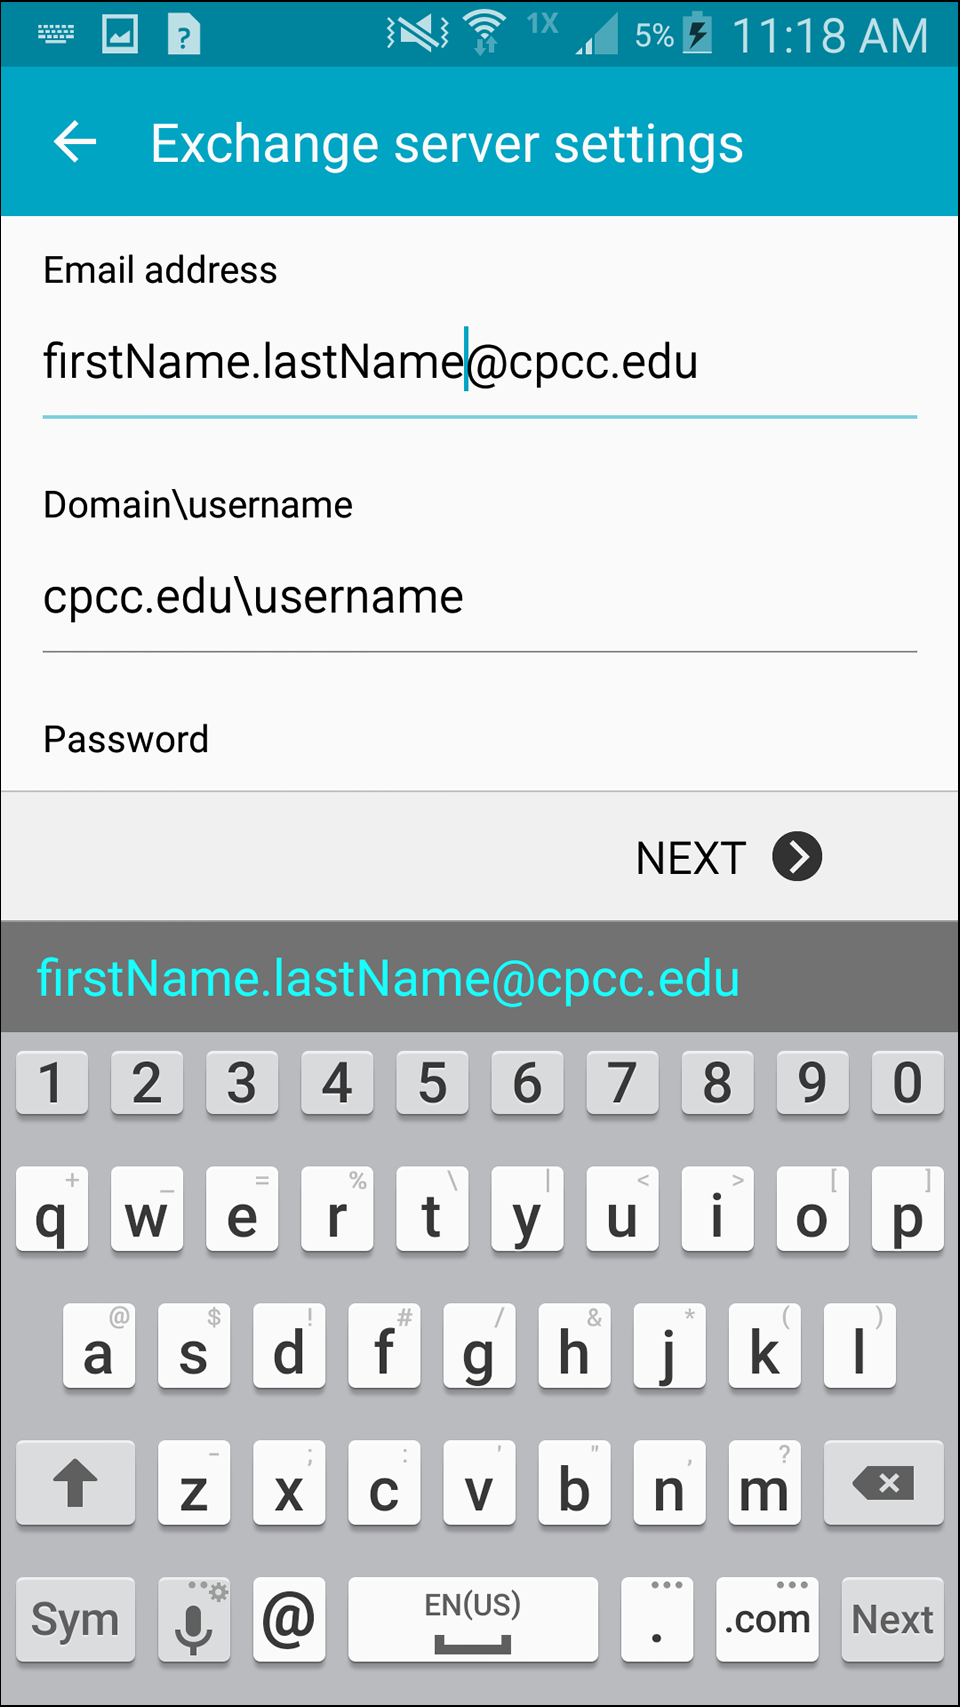 1X 5% 11:18 AM
Exchange server settings
Email address
firstName.lastName@cpcc.edu
Domain\username
cpcc.edu\username
Password
NEXT
firstName.lastName@cpcc.edu
1 2 3 4 5 6 7 8 9 0
+ _ = % \ | < > [ ]
q w e r t y u i o p
@ $ ! # / & * ( )
a s d f g h j k l
- ; : ' " , ?
z x c v b n m
Sym @ EN(US) . .com Next